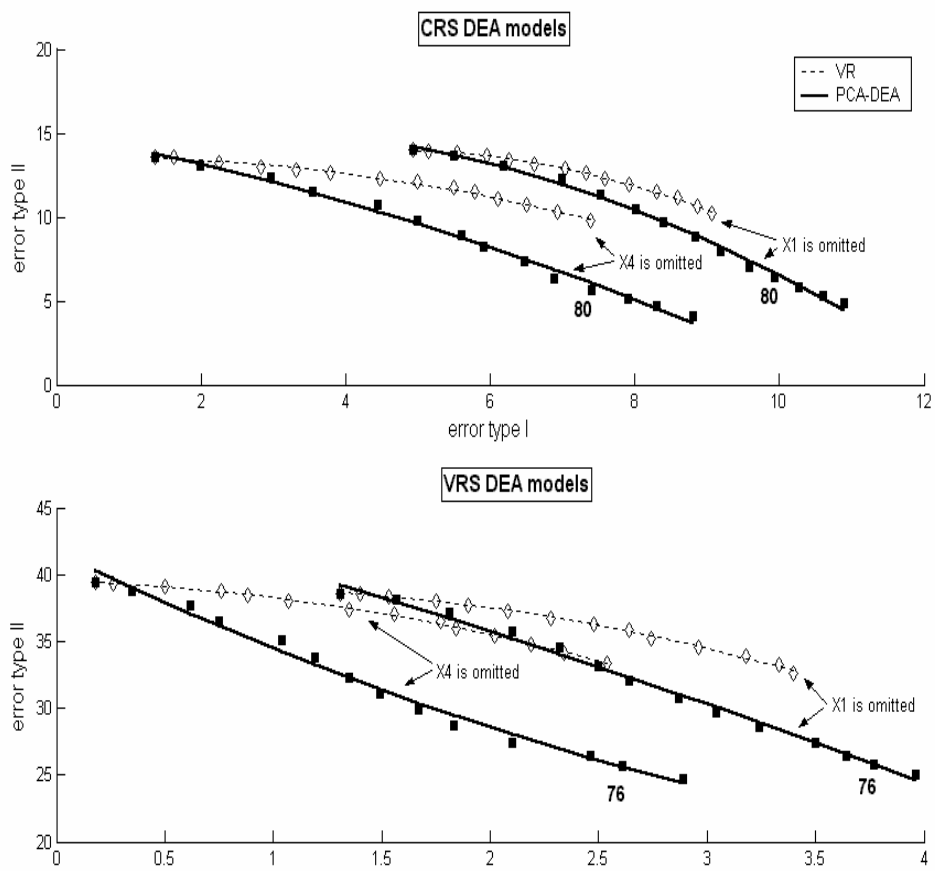 CRS DEA models
20
VR
PCA-DEA
15
error type II
10
X1 is omitted
X4 is omitted
5
80
80
0
0 2 4 6 8 10 12
error type I
VRS DEA models
45
40
35
error type II
X4 is omitted
30
X1 is omitted
25
76
76
20
0 0.5 1 1.5 2 2.5 3 3.5 4